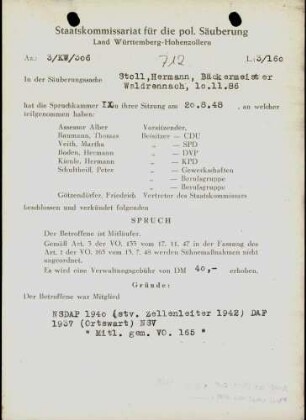 Staatskommissariat für die pol. Säuberung
Land Württemberg-Hohenzollern
Az.: 3/KW/306
712
L:3/160
In der Säuberungssache Stoll, Hermann, Bäckermeister
Waldrennach, 10.11.86
hat die Spruchkammer IX in ihrer Sitzung am 20.8.48, an welcher
teilgenommen haben:
Assessor Alber Vorsitzender,
Baumann, Thomas Beisitzer — CDU
Veith, Martha „ — SPD
Boden, Hermann „ — DVP
Kienle, Hermann „ — KPD
Schultheiß, Peter „ — Gewerkschaften
„ — Berufsgruppe
„ — Berufsgruppe
Götzendörfer, Friedrich Vertreter des Staatskommissars
beschlossen und verkündet folgenden
SPRUCH
Der Betroffene ist Mitläufer.
Gemäß Art. 3 der VO. 133 vom 17. 11. 47 in der Fassung des
Art. 2 der VO. 165 vom 13. 7. 48 werden Sühnemaßnahmen nicht
angeordnet.
Es wird eine Verwaltungsgebühr von DM 40,- erhoben.
Gründe:
Der Betroffene war Mitglied
NSDAP 1940 (stv. Zellenleiter 1942) DAF
1937 (Ortswart) NSV
" Mitl. gem. VO. 165 "